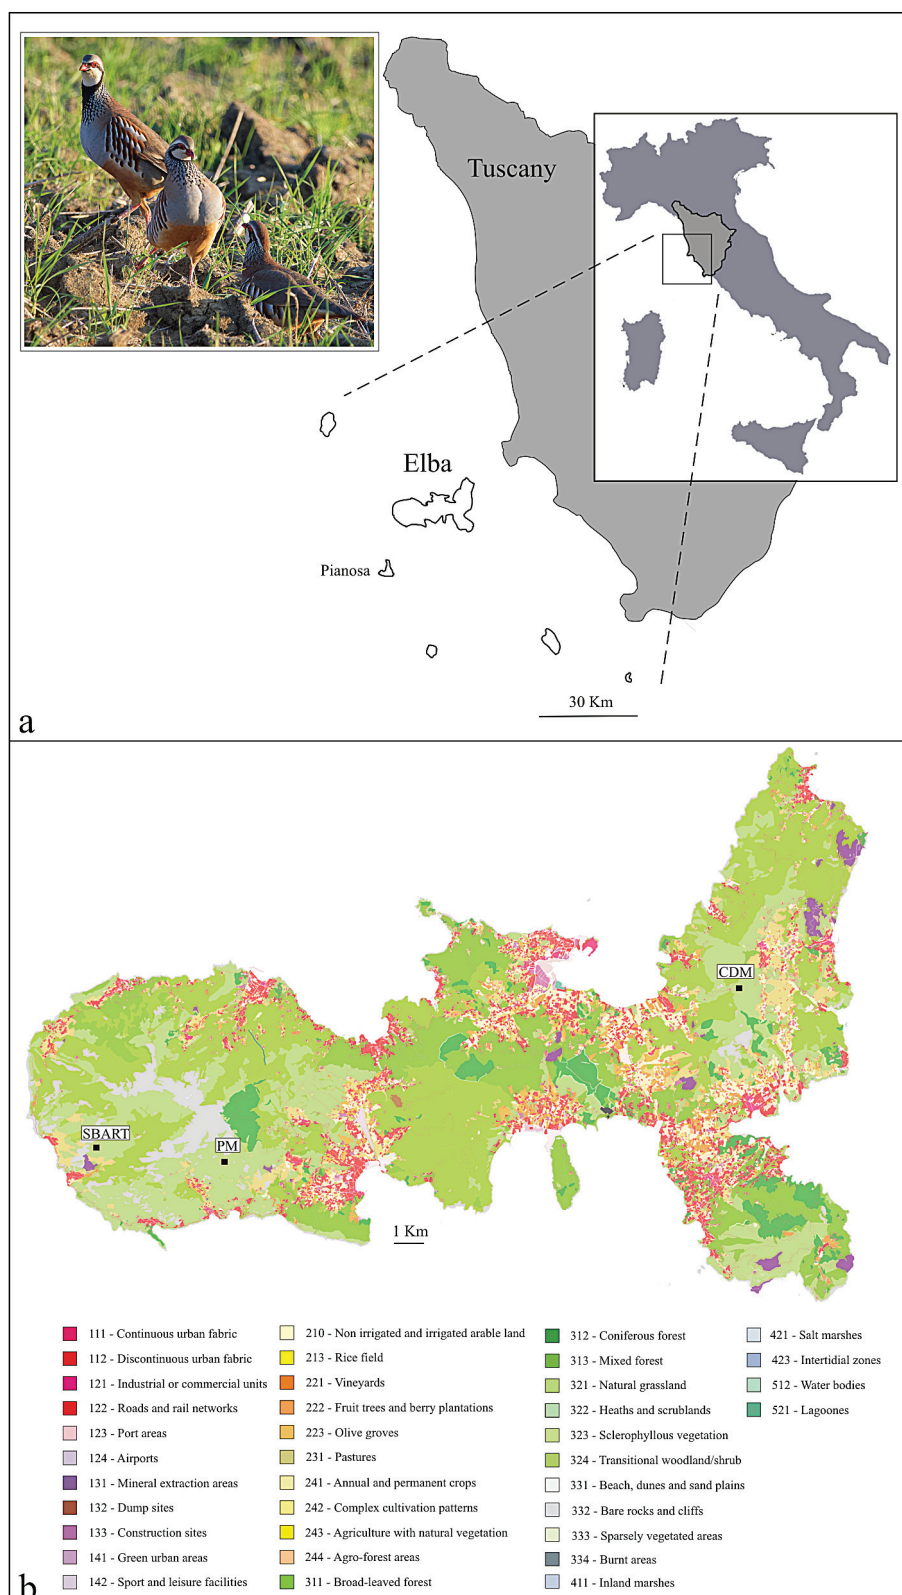 Tuscany
Elba
Pianosa
30 Km
a
CDM
SBART
PM
1 Km
111 - Continuous urban fabric
112 - Discontinuous urban fabric
121 - Industrial or commercial units
122 - Roads and rail networks
123 - Port areas
124 - Airports
131 - Mineral extraction areas
132 - Dump sites
133 - Construction sites
141 - Green urban areas
142 - Sport and leisure facilities
210 - Non irrigated and irrigated arable land
213 - Rice field
221 - Vineyards
222 - Fruit trees and berry plantations
223 - Olive groves
231 - Pastures
241 - Annual and permanent crops
242 - Complex cultivation patterns
243 - Agriculture with natural vegetation
244 - Agro-forest areas
311 - Broad-leaved forest
312 - Coniferous forest
313 - Mixed forest
321 - Natural grassland
322 - Heaths and scrublands
323 - Sclerophyllous vegetation
324 - Transitional woodland/shrub
331 - Beach, dunes and sand plains
332 - Bare rocks and cliffs
333 - Sparsely vegetated areas
334 - Burnt areas
411 - Inland marshes
421 - Salt marshes
423 - Intertidial zones
512 - Water bodies
521 - Lagoones
b